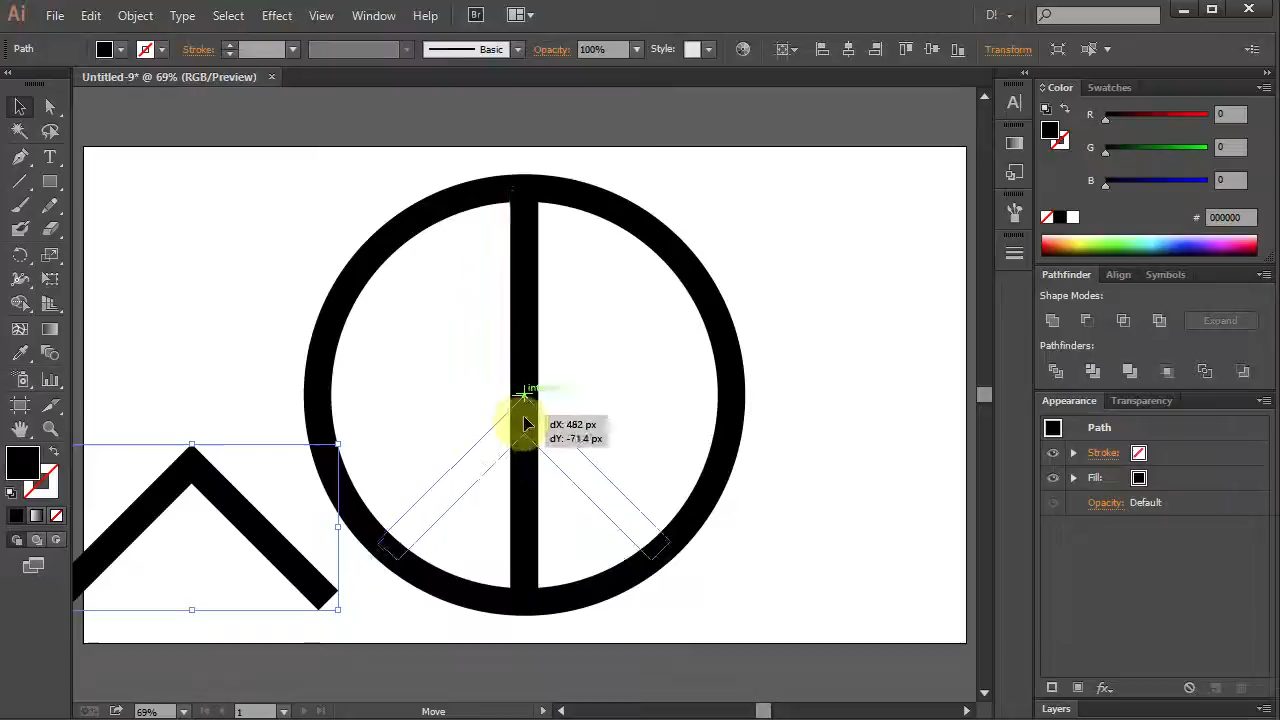 Ai File Edit Object Type Select Effect View Window Help Br D!
Path Stroke: Basic Opacity: 100% Style: Transform
Untitled-9* @ 69% (RGB/Preview) ×
Color Swatches
R 0
G 0
B 0
# 000000
Pathfinder Align Symbols
Shape Modes:
Expand
Pathfinders:
Appearance Transparency
Path
Stroke:
Fill:
Opacity: Default
fx
Layers
dX: 482 px
dY: -71.4 px
69% 1 Move